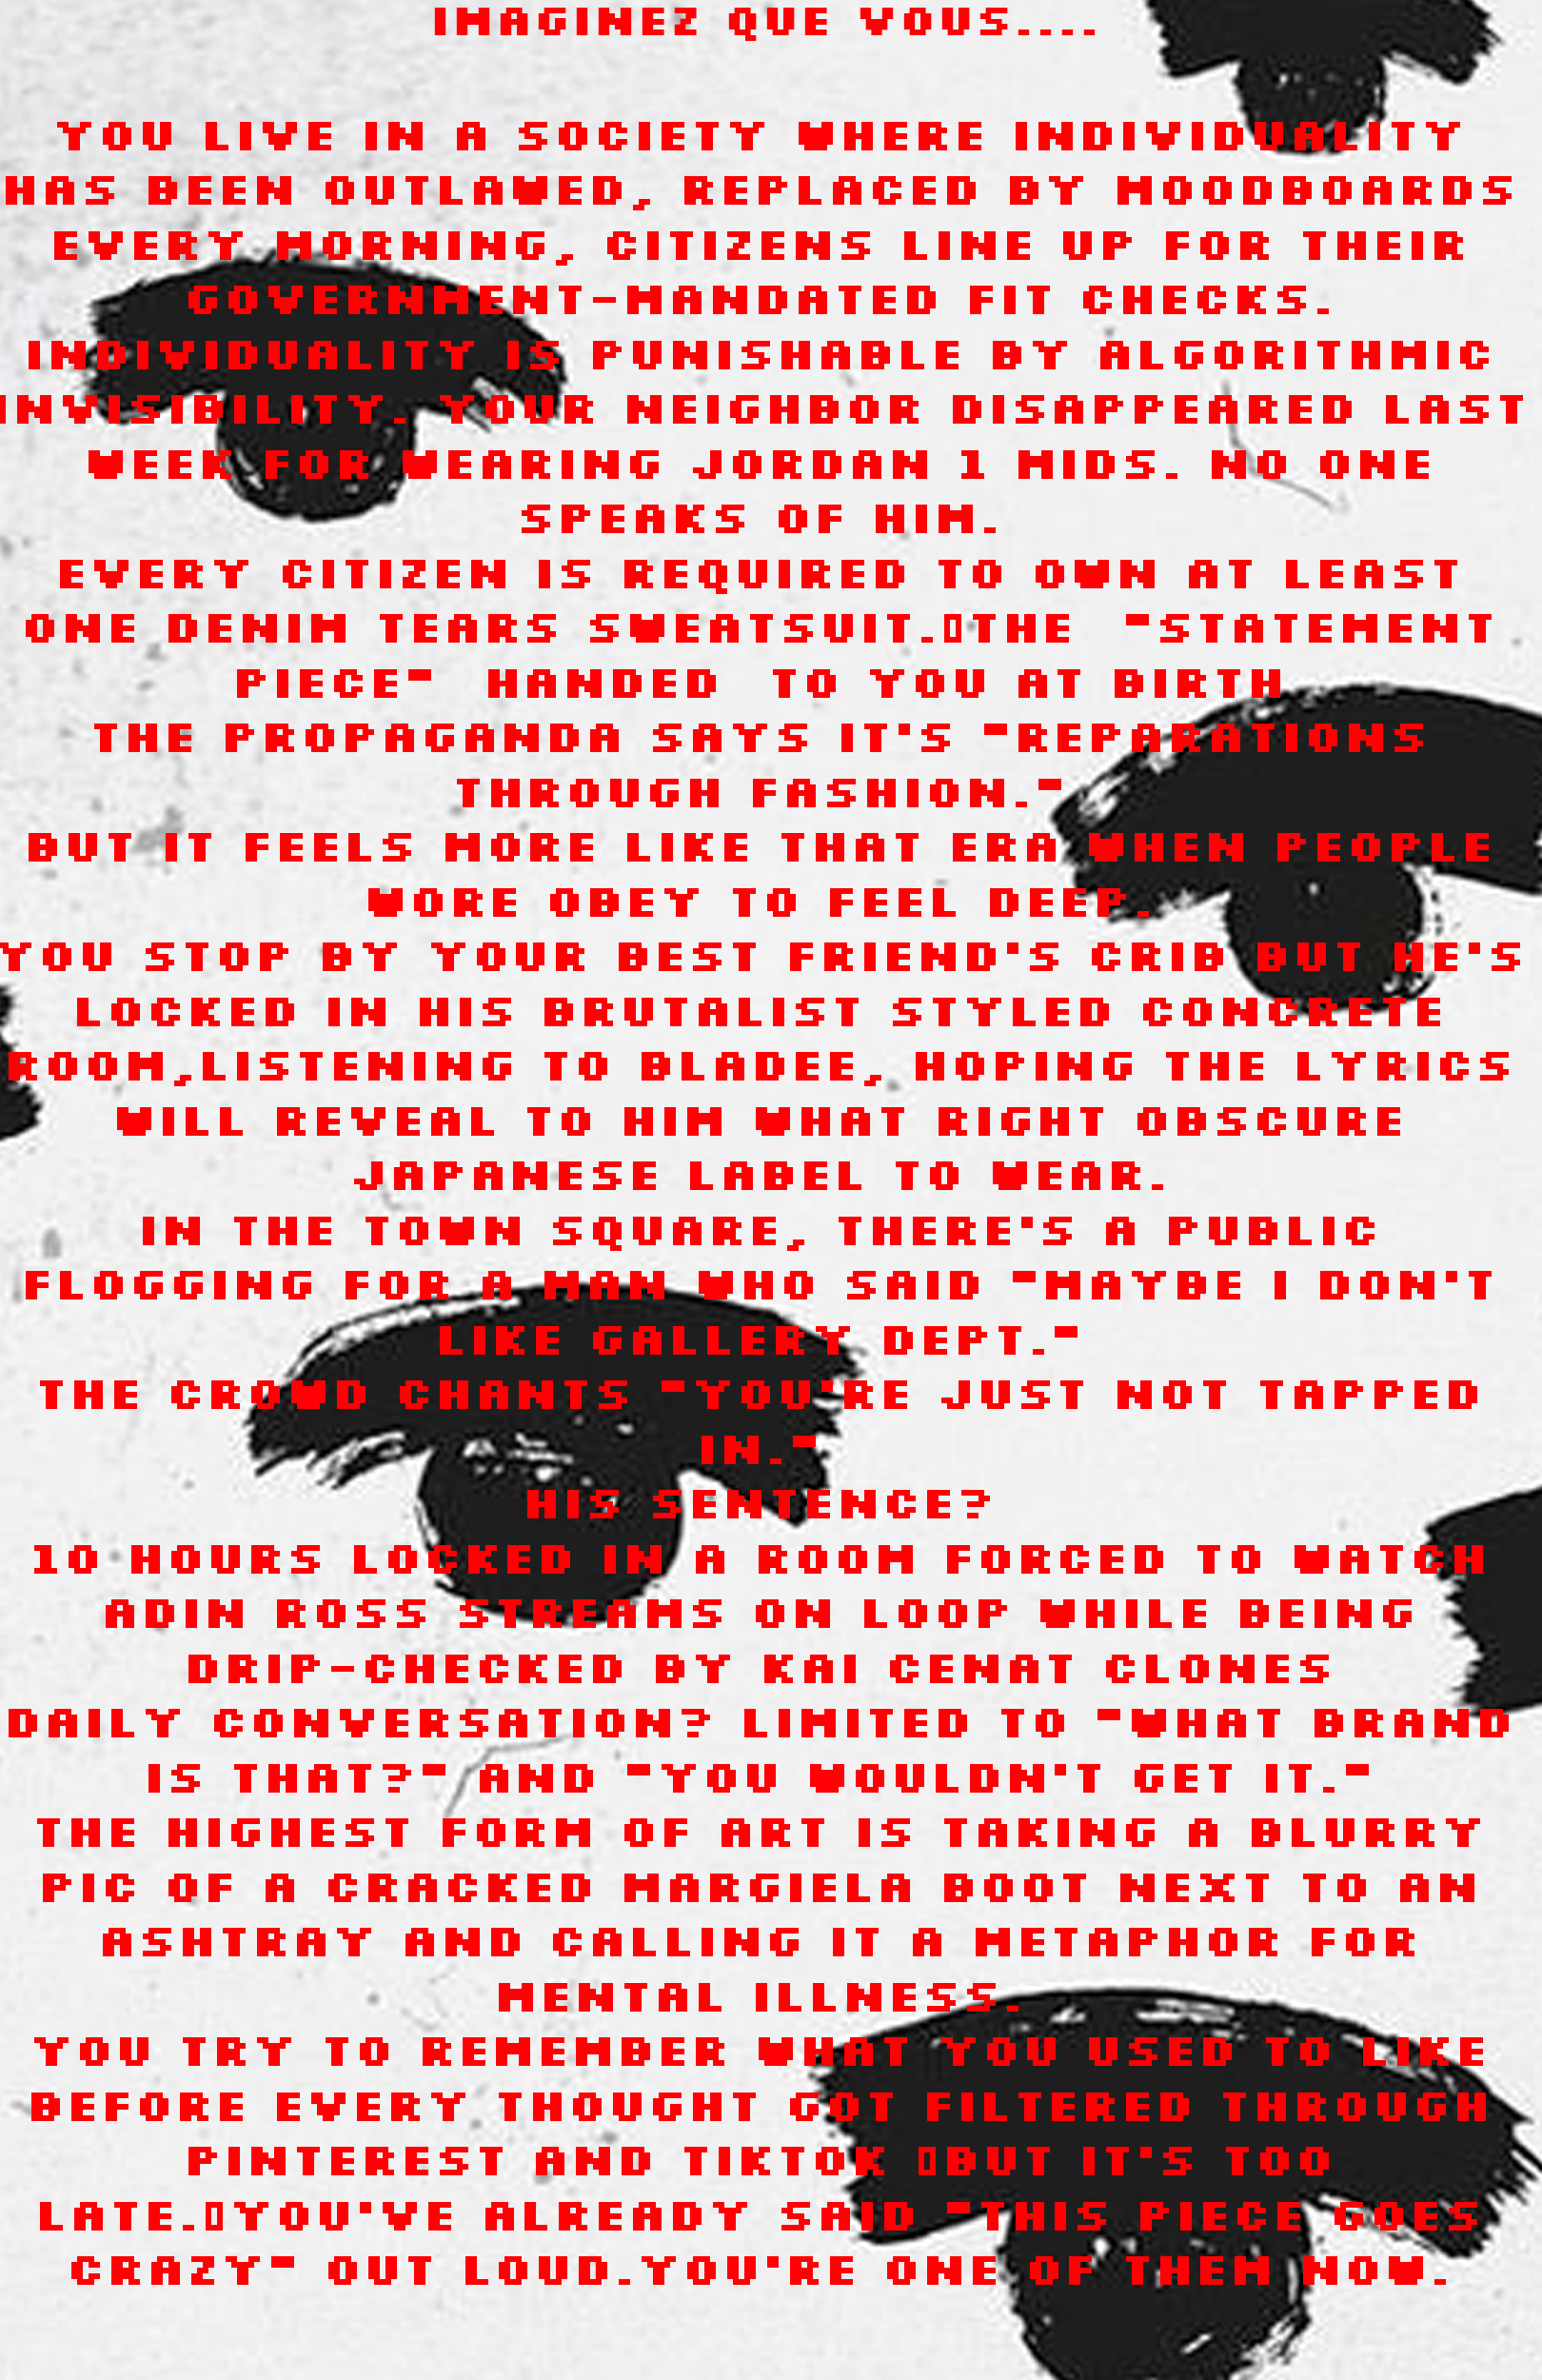 IMAGINEZ QUE VOUS....
YOU LIVE IN A SOCIETY WHERE INDIVIDUALITY
HAS BEEN OUTLAWED, REPLACED BY MOODBOARDS
EVERY MORNING, CITIZENS LINE UP FOR THEIR
GOVERNMENT-MANDATED FIT CHECKS.
INDIVIDUALITY IS PUNISHABLE BY ALGORITHMIC
INVISIBILITY. YOUR NEIGHBOR DISAPPEARED LAST
WEEK FOR WEARING JORDAN 1 MIDS. NO ONE
SPEAKS OF HIM.
EVERY CITIZEN IS REQUIRED TO OWN AT LEAST
ONE DENIM TEARS SWEATSUIT.▯THE "STATEMENT
PIECE" HANDED TO YOU AT BIRTH
THE PROPAGANDA SAYS IT'S "REPARATIONS
THROUGH FASHION."
BUT IT FEELS MORE LIKE THAT ERA WHEN PEOPLE
WORE OBEY TO FEEL DEEP.
YOU STOP BY YOUR BEST FRIEND'S CRIB BUT HE'S
LOCKED IN HIS BRUTALIST STYLED CONCRETE
ROOM,LISTENING TO BLADEE, HOPING THE LYRICS
WILL REVEAL TO HIM WHAT RIGHT OBSCURE
JAPANESE LABEL TO WEAR.
IN THE TOWN SQUARE, THERE'S A PUBLIC
FLOGGING FOR A MAN WHO SAID "MAYBE I DON'T
LIKE GALLERY DEPT."
THE CROWD CHANTS "YOU'RE JUST NOT TAPPED
IN."
HIS SENTENCE?
10 HOURS LOCKED IN A ROOM FORCED TO WATCH
ADIN ROSS STREAMS ON LOOP WHILE BEING
DRIP-CHECKED BY KAI CENAT CLONES
DAILY CONVERSATION? LIMITED TO "WHAT BRAND
IS THAT?" AND "YOU WOULDN'T GET IT."
THE HIGHEST FORM OF ART IS TAKING A BLURRY
PIC OF A CRACKED MARGIELA BOOT NEXT TO AN
ASHTRAY AND CALLING IT A METAPHOR FOR
MENTAL ILLNESS.
YOU TRY TO REMEMBER WHAT YOU USED TO LIKE
BEFORE EVERY THOUGHT GOT FILTERED THROUGH
PINTEREST AND TIKTOK ▯BUT IT'S TOO
LATE.▯YOU'VE ALREADY SAID "THIS PIECE GOES
CRAZY" OUT LOUD.YOU'RE ONE OF THEM NOW.